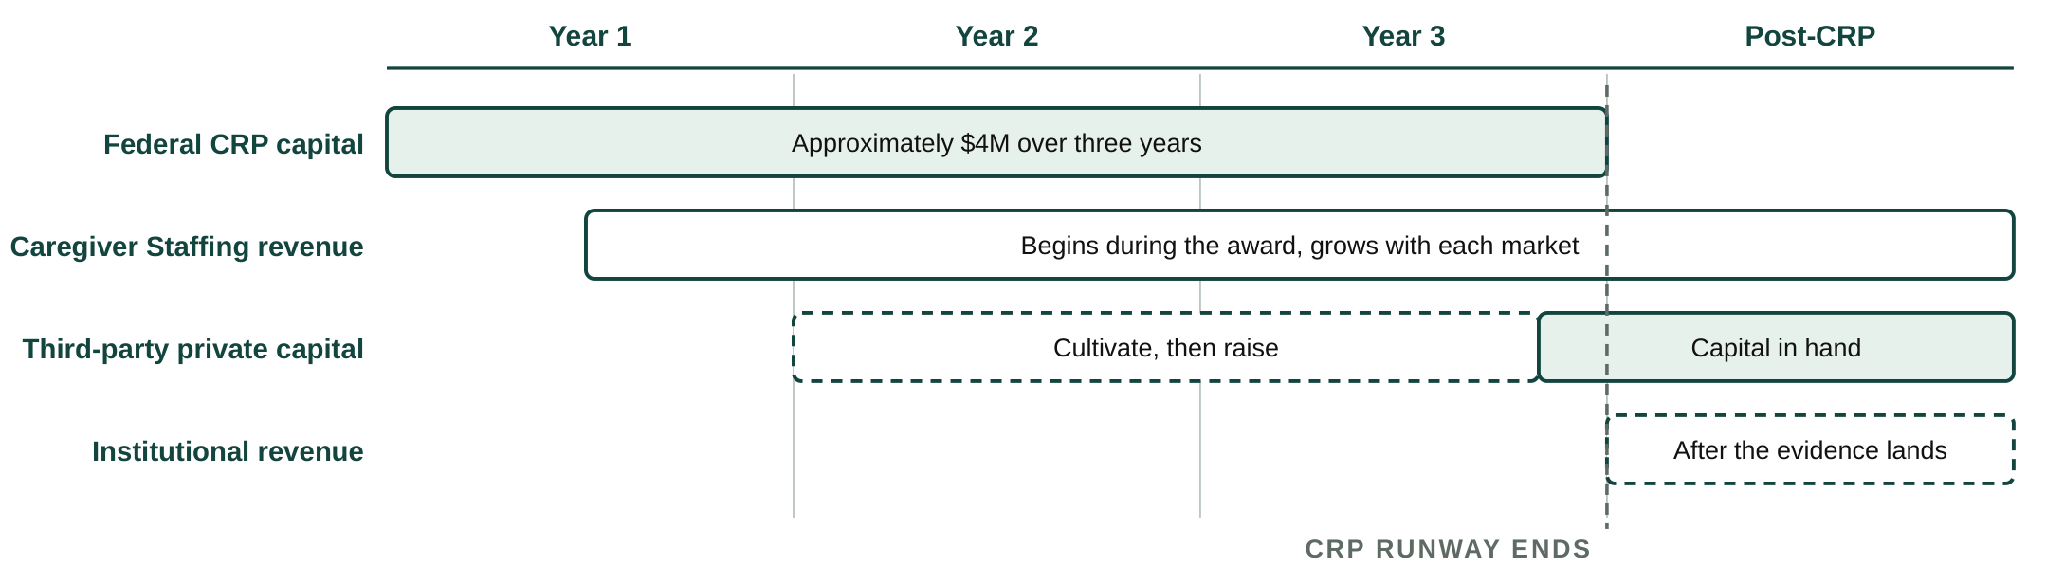 Year 1
Year 2
Year 3
Post-CRP
Federal CRP capital
Approximately $4M over three years
Caregiver Staffing revenue
Begins during the award, grows with each market
Third-party private capital
Cultivate, then raise
Capital in hand
Institutional revenue
After the evidence lands
CRP RUNWAY ENDS